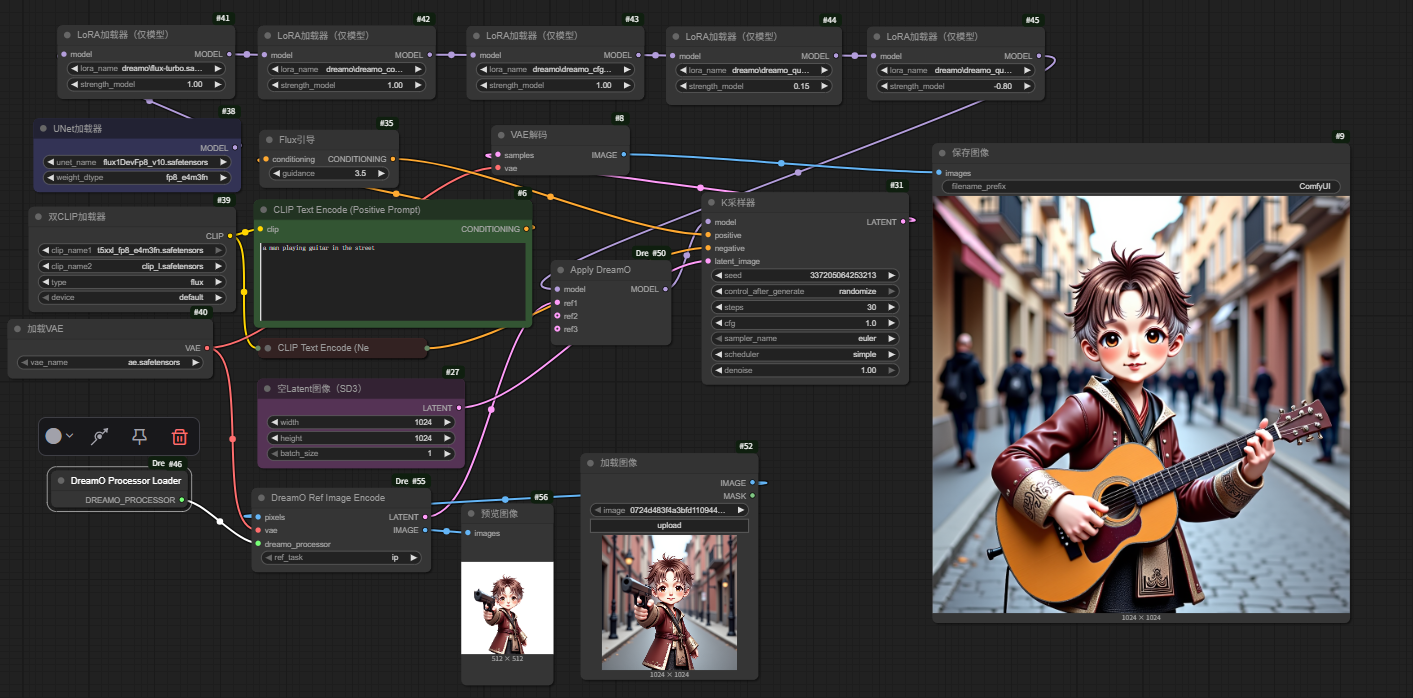 #41
LoRA加载器（仅模型）
model MODEL
lora_name dreamo\flux-turbo.sa...
strength_model 1.00
#42
LoRA加载器（仅模型）
model MODEL
lora_name dreamo\dreamo_co...
strength_model 1.00
#43
LoRA加载器（仅模型）
model MODEL
lora_name dreamo\dreamo_cfg...
strength_model 1.00
#44
LoRA加载器（仅模型）
model MODEL
lora_name dreamo\dreamo_qu...
strength_model 0.15
#45
LoRA加载器（仅模型）
model MODEL
lora_name dreamo\dreamo_qu...
strength_model -0.80
#38
UNet加载器
MODEL
unet_name flux1DevFp8_v10.safetensors
weight_dtype fp8_e4m3fn
#35
Flux引导
conditioning CONDITIONING
guidance 3.5
#8
VAE解码
samples IMAGE
vae
#9
保存图像
images
filename_prefix ComfyUI
1024 × 1024
#39
双CLIP加载器
CLIP
clip_name1 t5xxl_fp8_e4m3fn.safetensors
clip_name2 clip_l.safetensors
type flux
device default
#6
CLIP Text Encode (Positive Prompt)
clip CONDITIONING
a man playing guitar in the street
#31
K采样器
model LATENT
positive
negative
latent_image
seed 337205064253213
control_after_generate randomize
steps 30
cfg 1.0
sampler_name euler
scheduler simple
denoise 1.00
Dre #50
Apply DreamO
model MODEL
ref1
ref2
ref3
#40
加载VAE
VAE
vae_name ae.safetensors
CLIP Text Encode (Ne
#27
空Latent图像（SD3）
LATENT
width 1024
height 1024
batch_size 1
Dre #46
DreamO Processor Loader
DREAMO_PROCESSOR
Dre #55
DreamO Ref Image Encode
pixels LATENT
vae IMAGE
dreamo_processor
ref_task ip
#56
预览图像
images
512 × 512
#52
加载图像
IMAGE
MASK
image 0724d483f4a3bfd110944...
upload
1024 × 1024